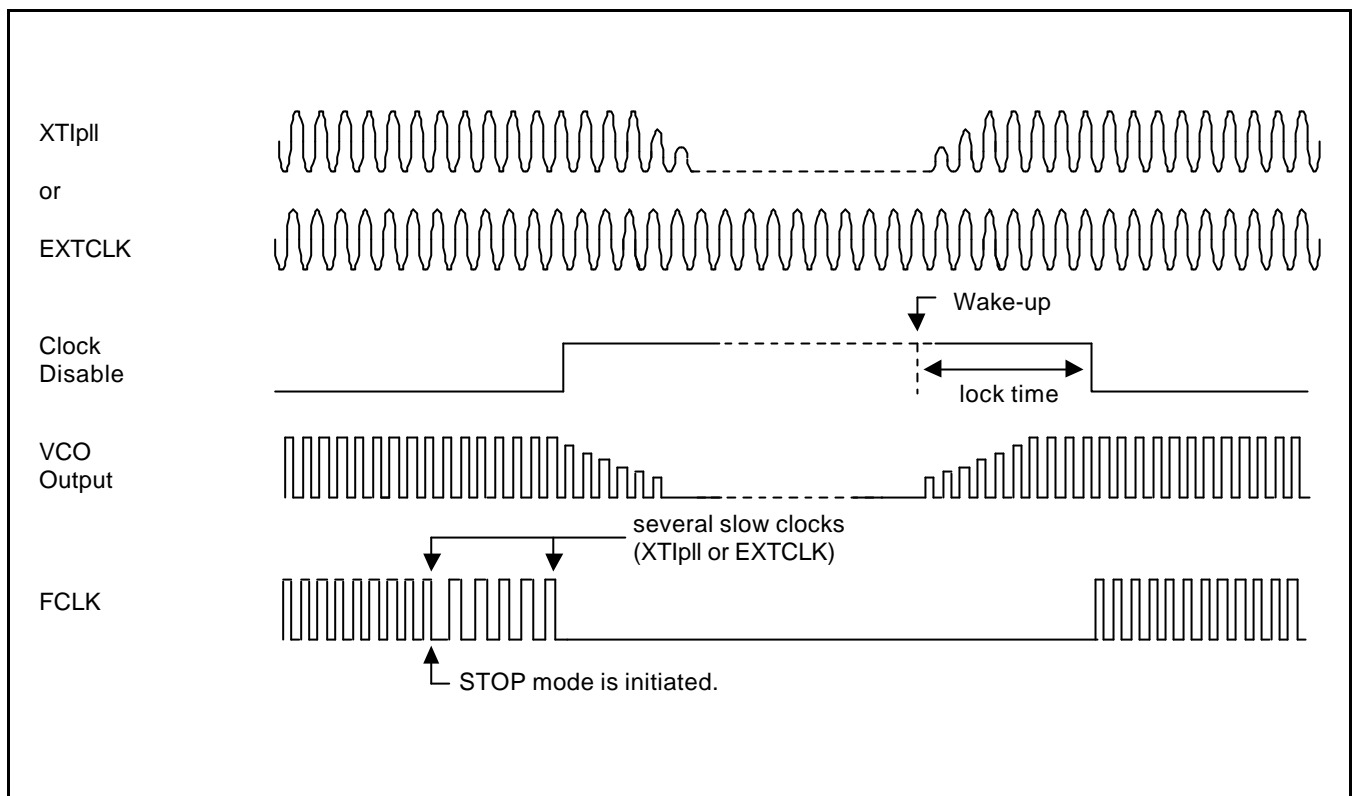 XTIpll
or
EXTCLK
Wake-up
Clock
Disable
lock time
VCO
Output
several slow clocks
(XTIpll or EXTCLK)
FCLK
STOP mode is initiated.